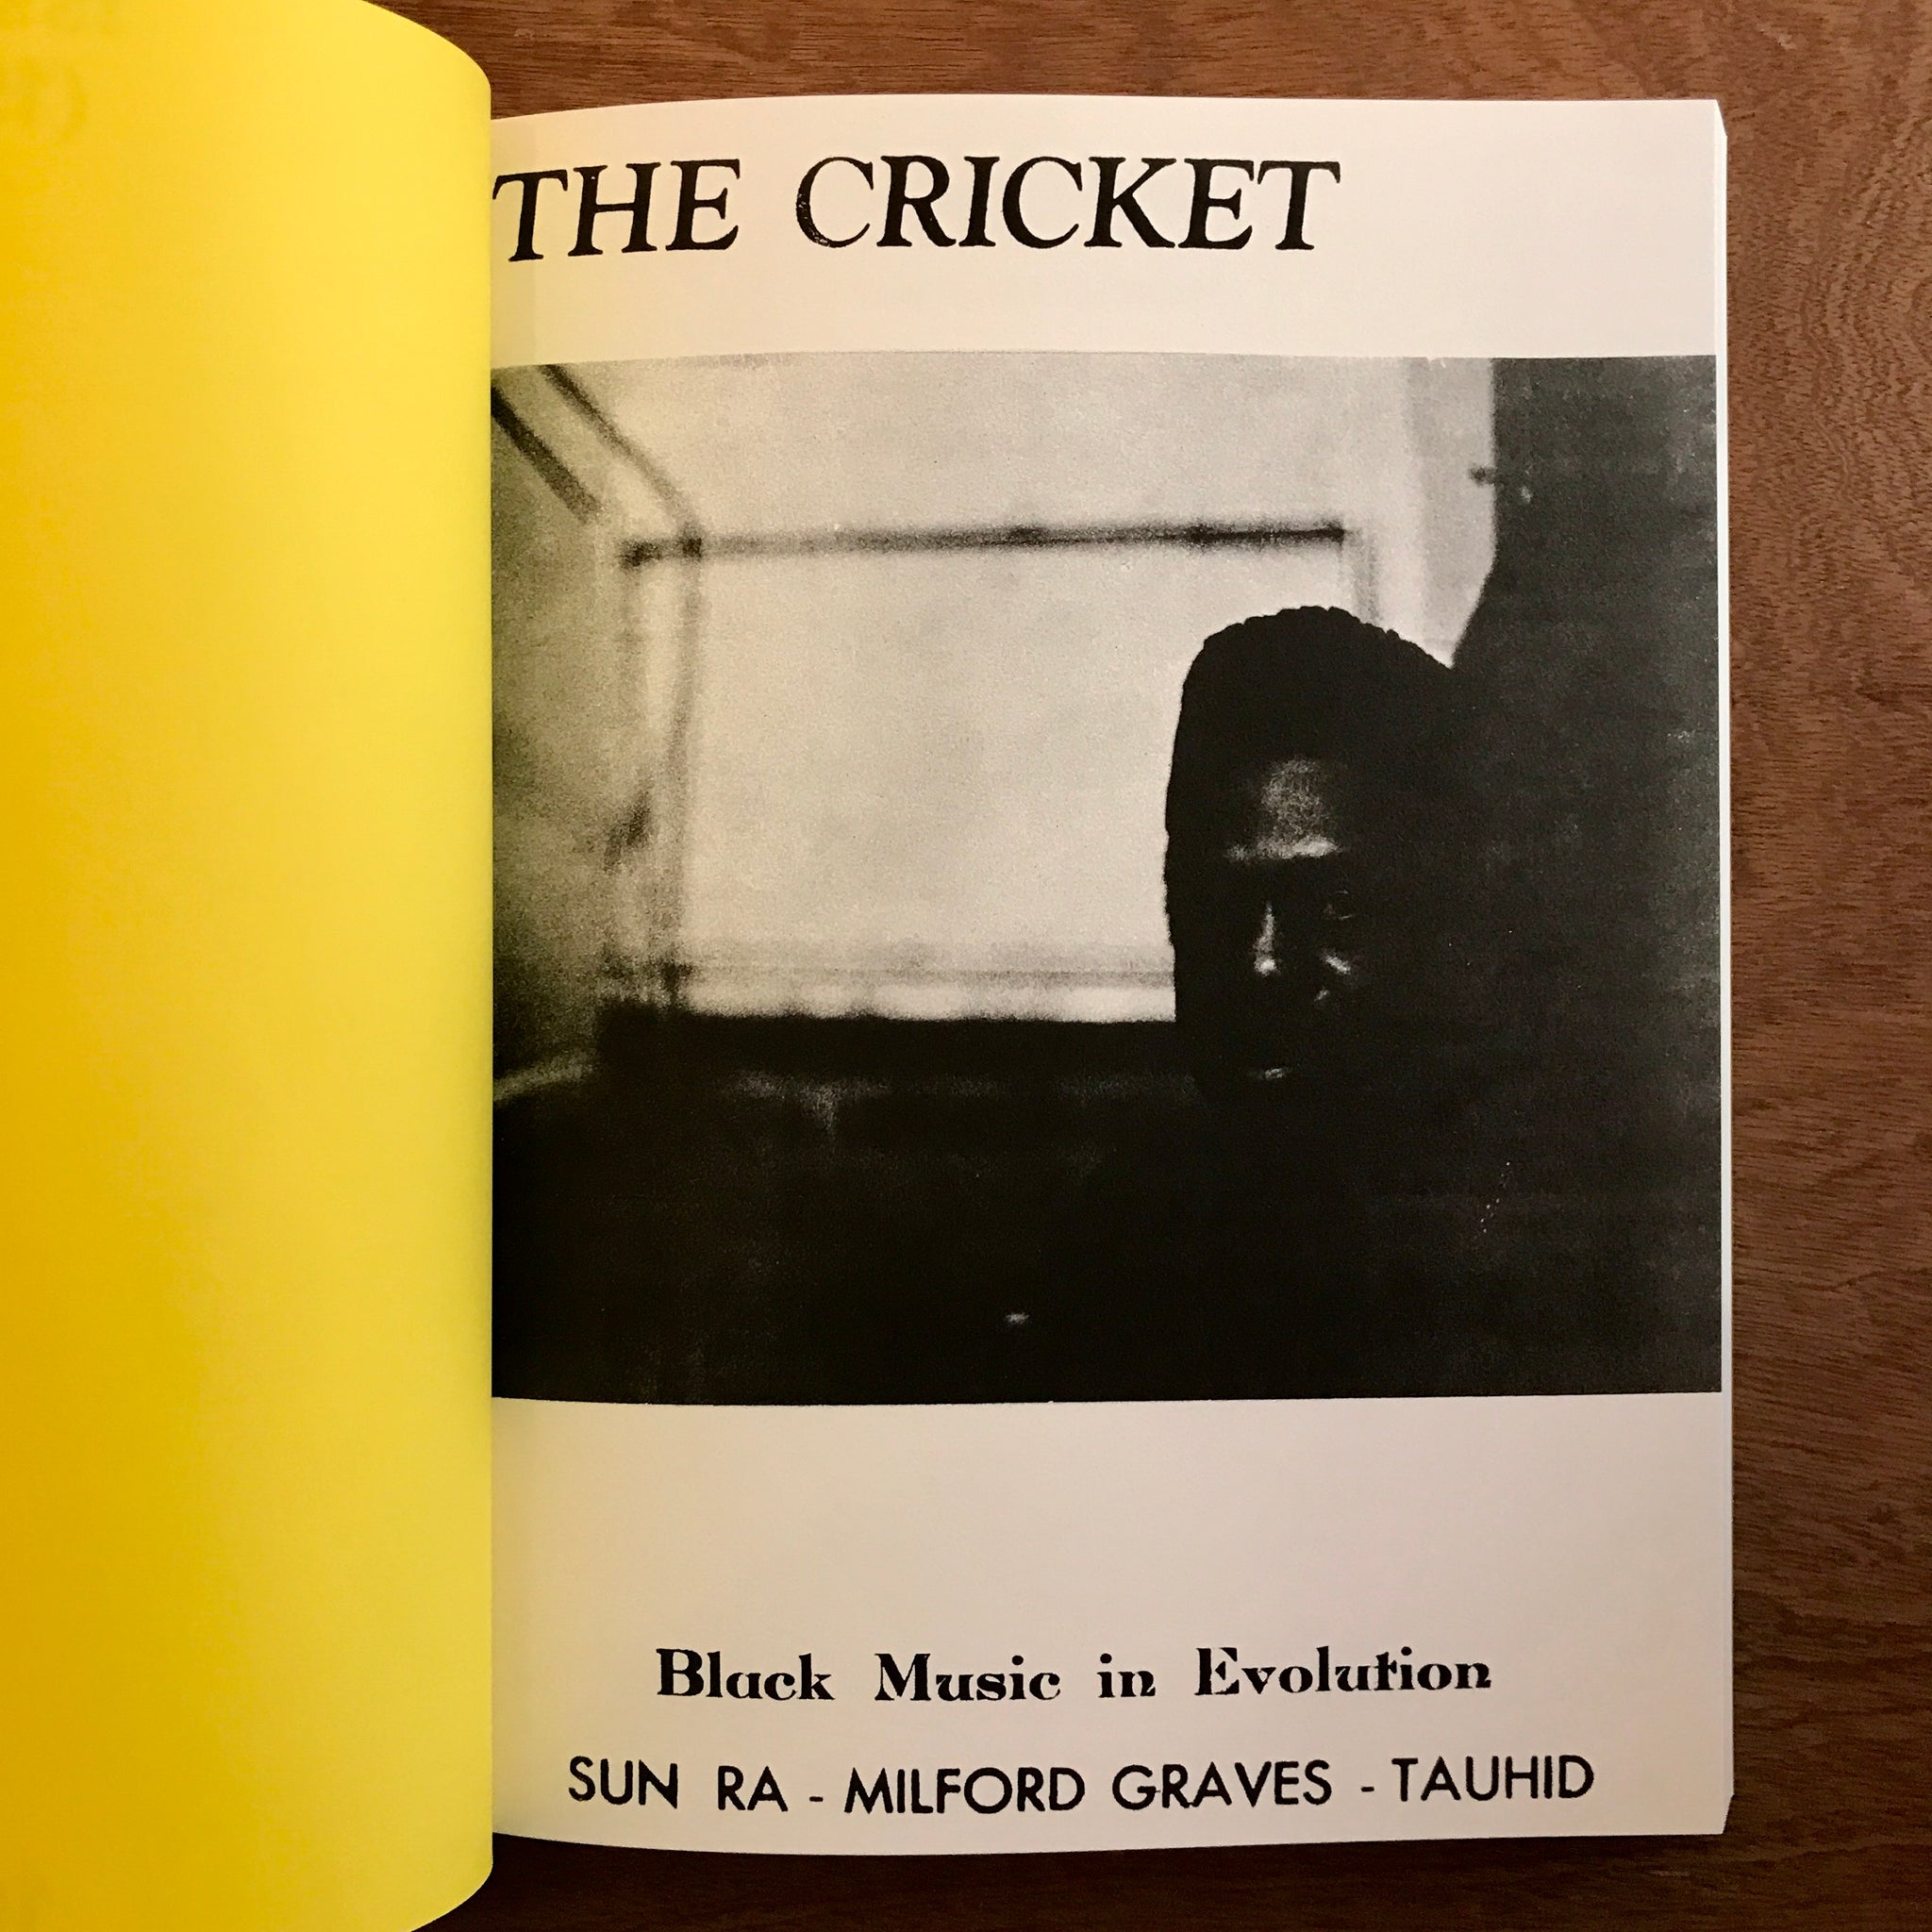 THE CRICKET
Black Music in Evolution
SUN RA - MILFORD GRAVES - TAUHID